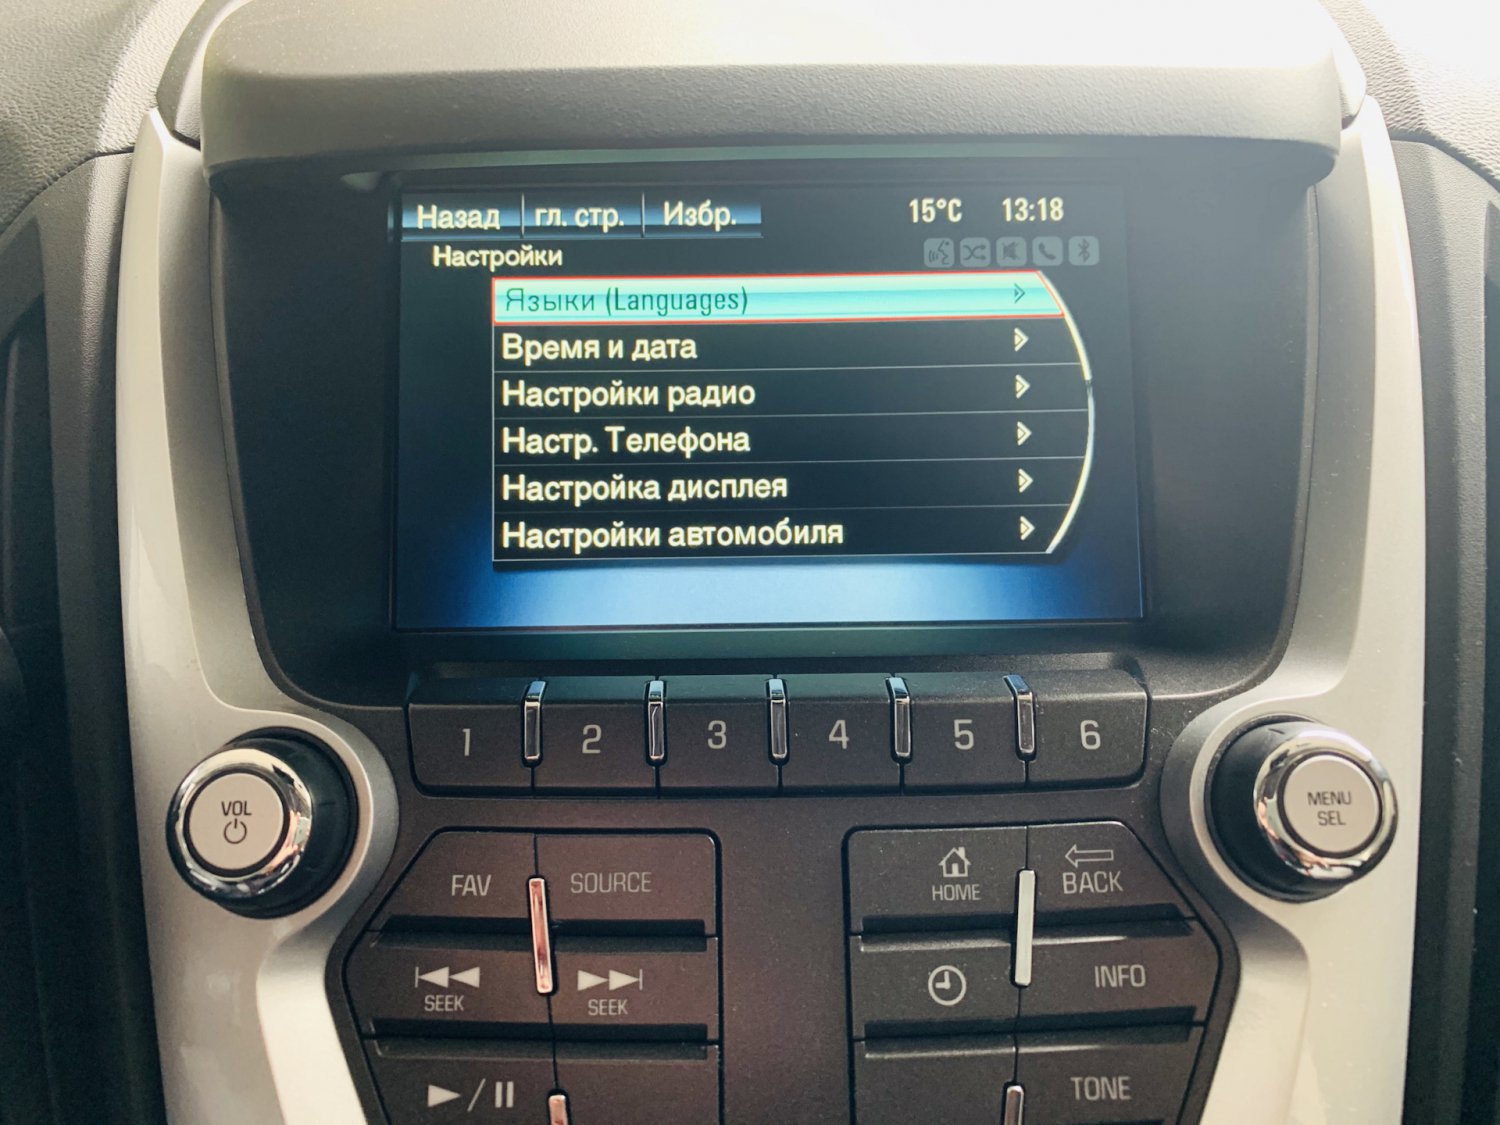 Назад гл. стр. Избр. 15°C 13:18
Настройки
Языки (Languages)
Время и дата
Настройки радио
Настр. Телефона
Настройка дисплея
Настройки автомобиля
1 2 3 4 5 6
VOL
MENU
SEL
FAV SOURCE
HOME BACK
SEEK SEEK
INFO
TONE